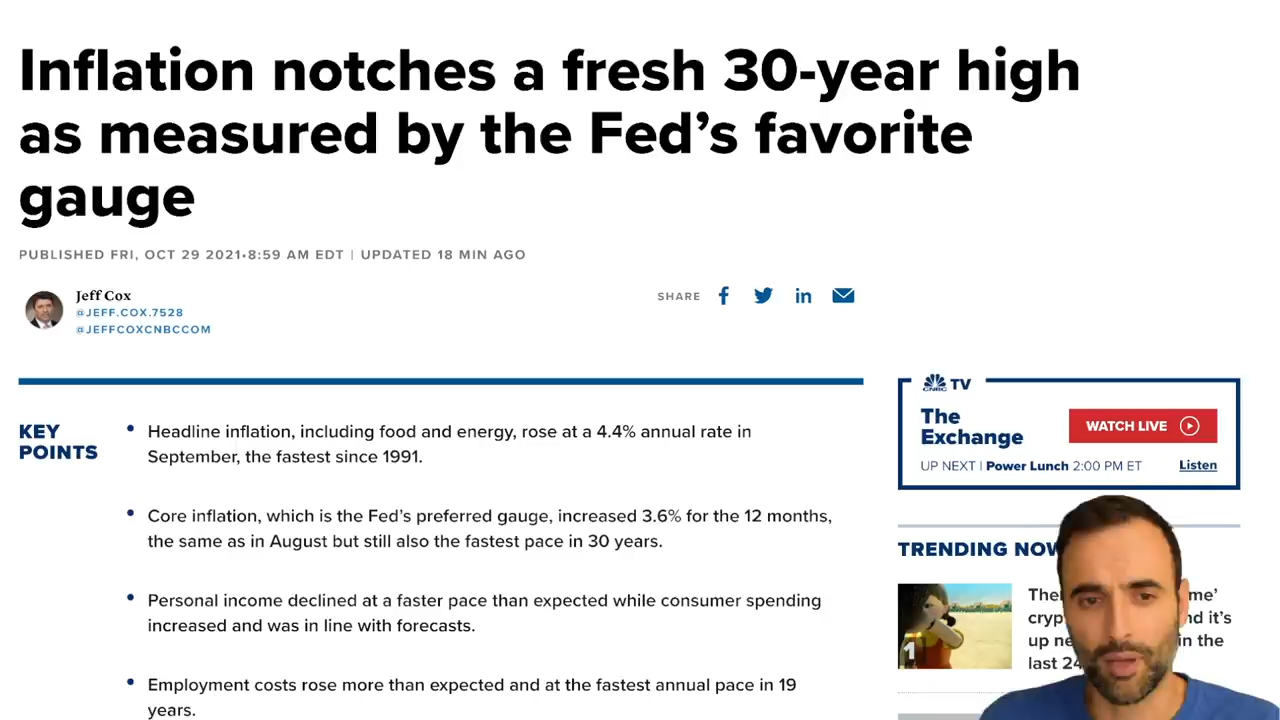 Inflation notches a fresh 30-year high
as measured by the Fed's favorite
gauge
PUBLISHED FRI, OCT 29 2021•8:59 AM EDT | UPDATED 18 MIN AGO
Jeff Cox
@JEFF.COX.7528
@JEFFCOXCNBCCOM
SHARE
KEY
POINTS
Headline inflation, including food and energy, rose at a 4.4% annual rate in
September, the fastest since 1991.
Core inflation, which is the Fed's preferred gauge, increased 3.6% for the 12 months,
the same as in August but still also the fastest pace in 30 years.
Personal income declined at a faster pace than expected while consumer spending
increased and was in line with forecasts.
Employment costs rose more than expected and at the fastest annual pace in 19
years.
CNBC TV
The
Exchange
WATCH LIVE
UP NEXT | Power Lunch 2:00 PM ET
Listen
TRENDING
1
it's
up
in the
last